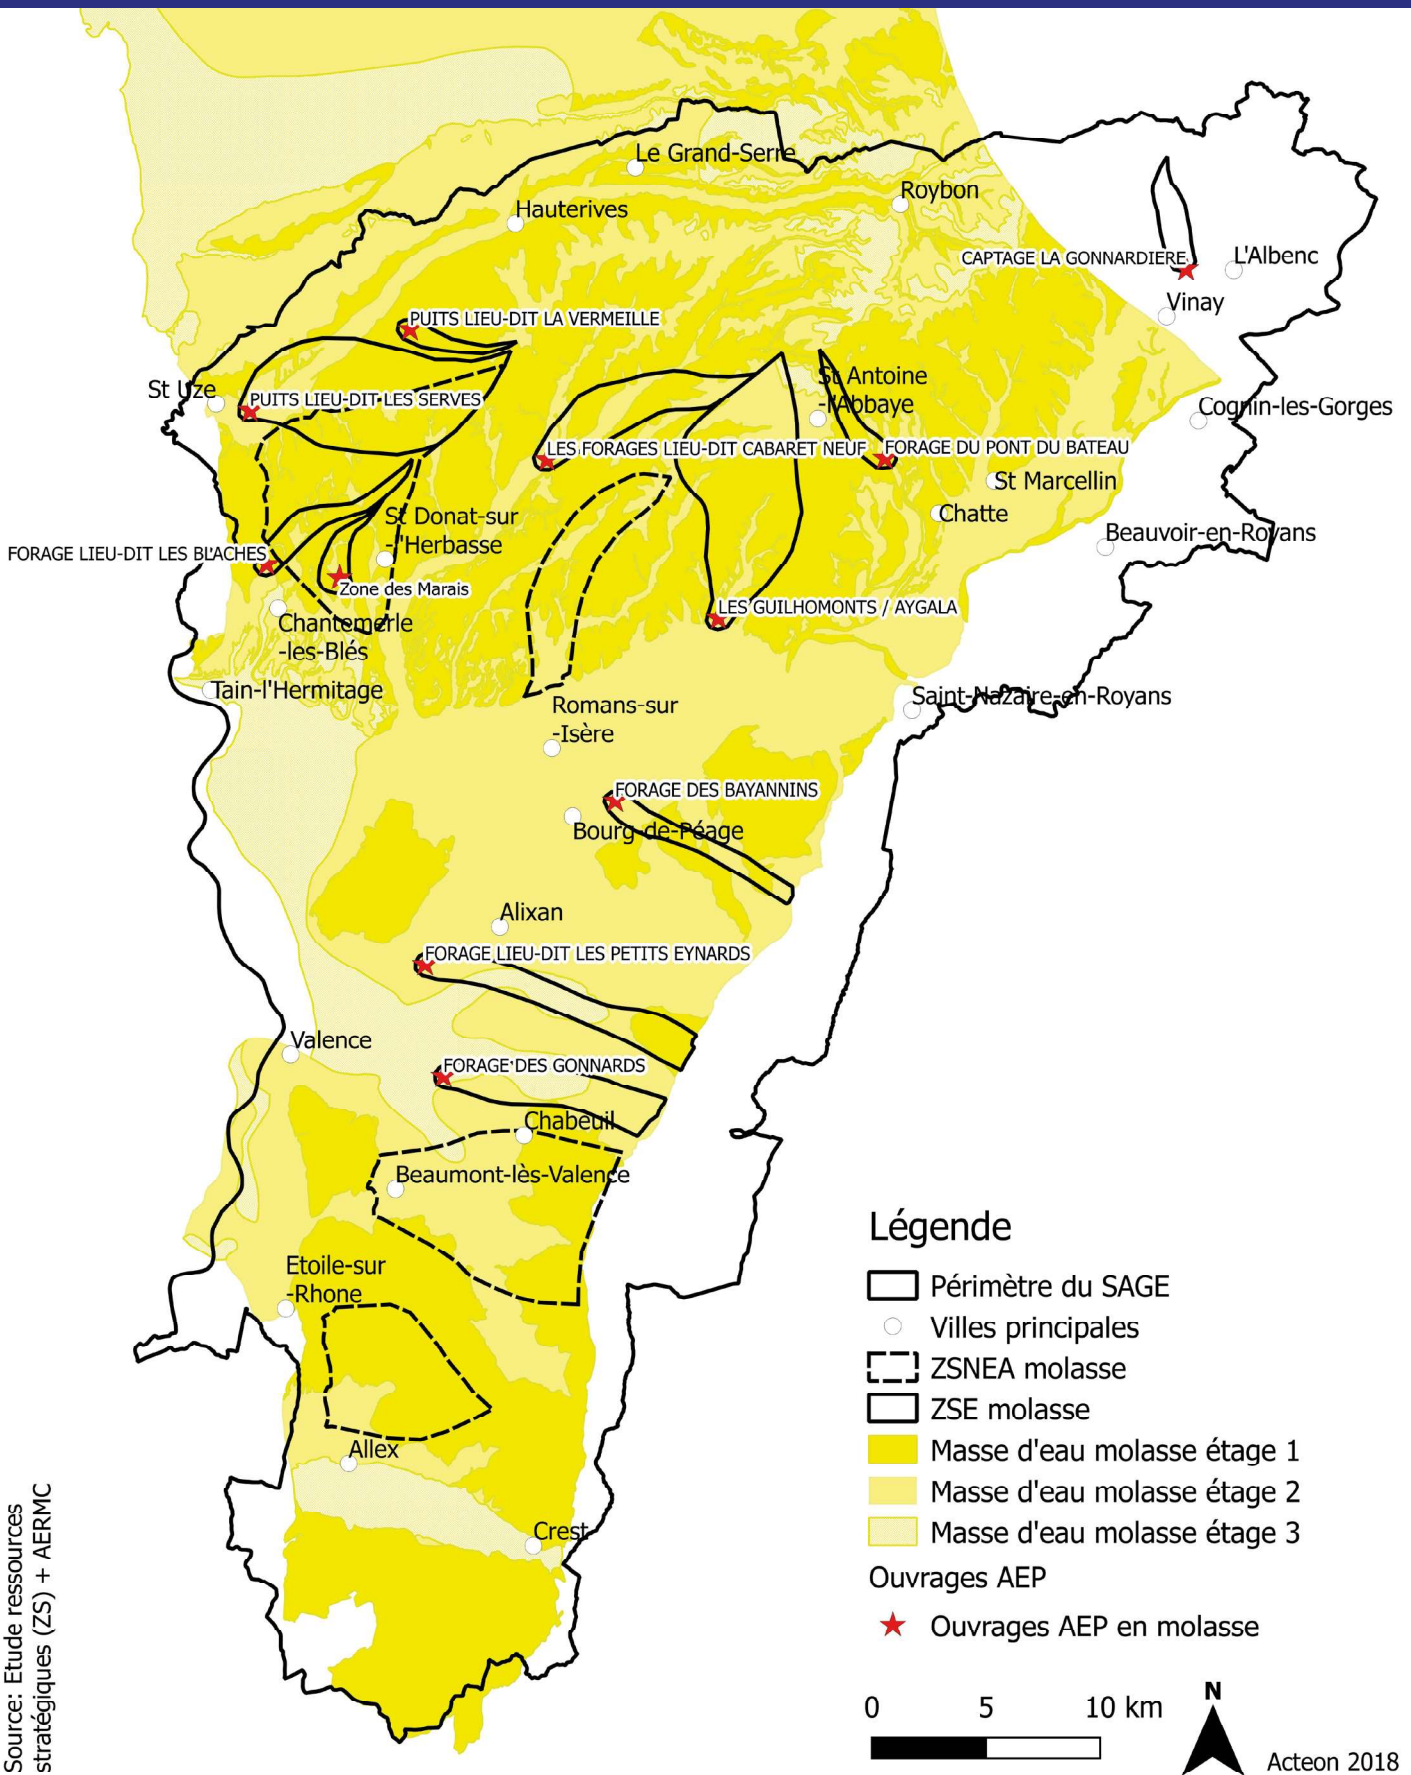 Le Grand-Serre
Roybon
Hauterives
CAPTAGE LA GONNARDIERE
L'Albenc
Vinay
PUITS LIEU-DIT LA VERMEILLE
St Uze
PUITS LIEU-DIT LES SERVES
St Antoine
-l'Abbaye
Cognin-les-Gorges
LES FORAGES LIEU-DIT CABARET NEUF
FORAGE DU PONT DU BATEAU
St Marcellin
Chatte
St Donat-sur
-l'Herbasse
Beauvoir-en-Royans
FORAGE LIEU-DIT LES BLACHES
Zone des Marais
LES GUILHOMONTS / AYGALA
Chantemerle
-les-Blés
Tain-l'Hermitage
Saint-Nazaire-en-Royans
Romans-sur
-Isère
FORAGE DES BAYANNINS
Bourg-de-Péage
Alixan
FORAGE LIEU-DIT LES PETITS EYNARDS
Valence
FORAGE DES GONNARDS
Chabeuil
Beaumont-lès-Valence
Etoile-sur
-Rhone
Allex
Crest
Légende
Périmètre du SAGE
Villes principales
ZSNEA molasse
ZSE molasse
Masse d'eau molasse étage 1
Masse d'eau molasse étage 2
Masse d'eau molasse étage 3
Ouvrages AEP
Ouvrages AEP en molasse
0 5 10 km
N
Acteon 2018
Source: Etude ressources
stratégiques (ZS) + AERMC